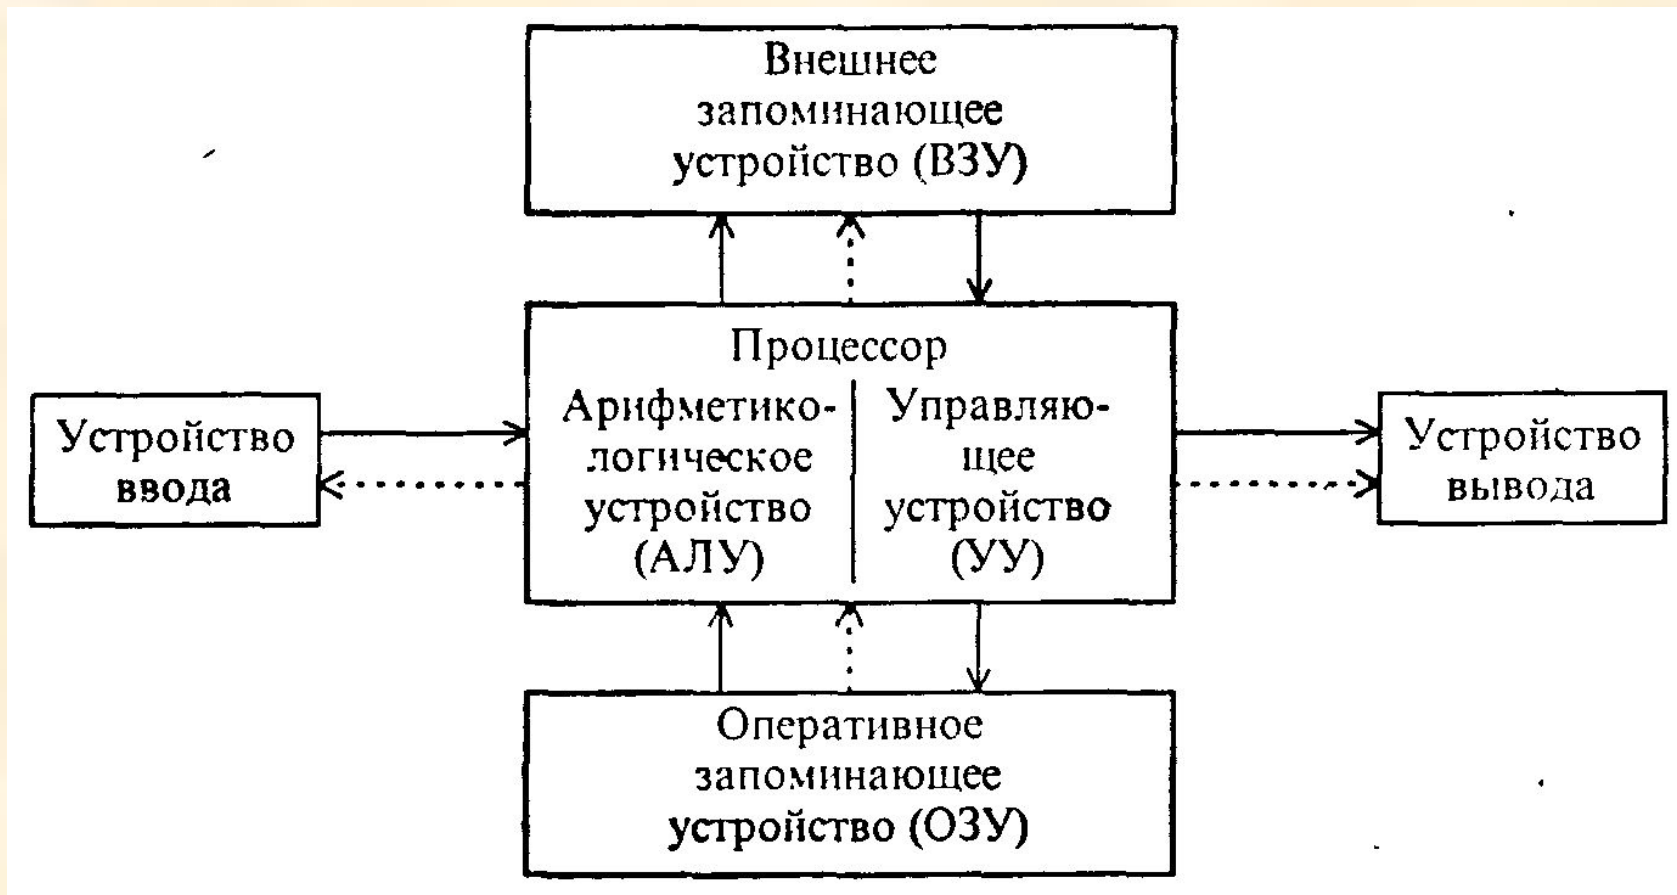 Внешнее
запоминающее
устройство (ВЗУ)
Процессор
Арифметико-
логическое
устройство
(АЛУ)
Управляю-
щее
устройство
(УУ)
Устройство
ввода
Устройство
вывода
Оперативное
запоминающее
устройство (ОЗУ)